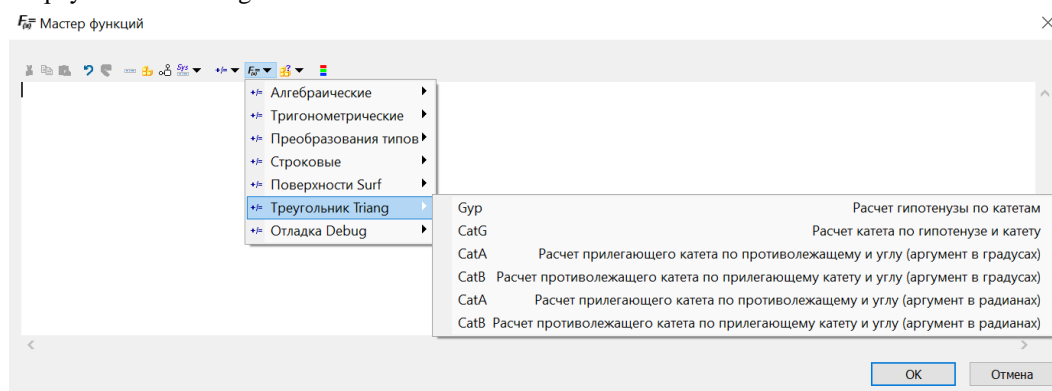 F(x)= Мастер функций
Sys +/= F(x)=
+/= Алгебраические
+/= Тригонометрические
+/= Преобразования типов
+/= Строковые
+/= Поверхности Surf
+/= Треугольник Triang
+/= Отладка Debug
Gyp Расчет гипотенузы по катетам
CatG Расчет катета по гипотенузе и катету
CatA Расчет прилегающего катета по противолежащему и углу (аргумент в градусах)
CatB Расчет противолежащего катета по прилегающему катету и углу (аргумент в градусах)
CatA Расчет прилегающего катета по противолежащему и углу (аргумент в радианах)
CatB Расчет противолежащего катета по прилегающему катету и углу (аргумент в радианах)
OK Отмена